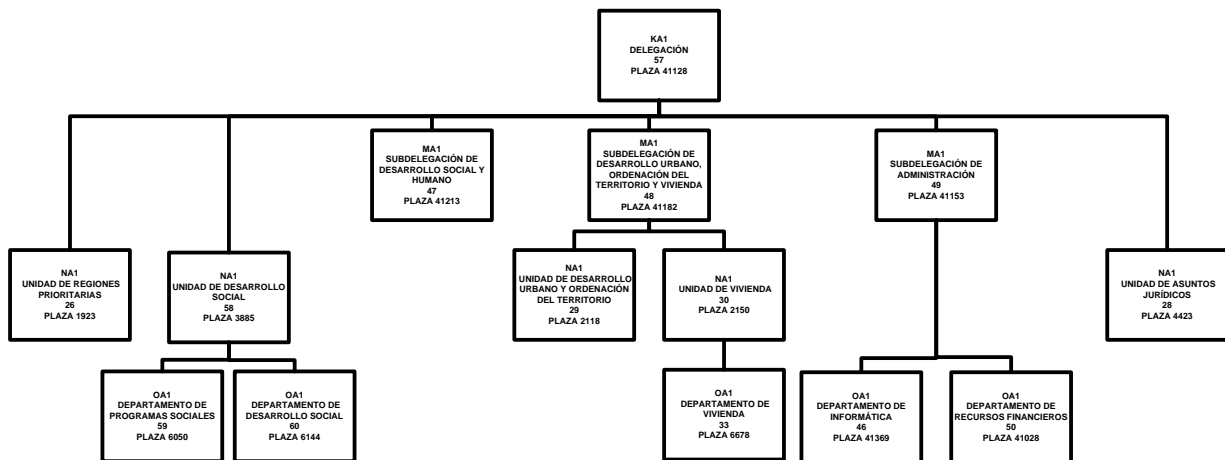 KA1
DELEGACIÓN
57
PLAZA 41128
MA1
SUBDELEGACIÓN DE
DESARROLLO SOCIAL Y
HUMANO
47
PLAZA 41213
MA1
SUBDELEGACIÓN DE
DESARROLLO URBANO,
ORDENACIÓN DEL
TERRITORIO Y VIVIENDA
48
PLAZA 41182
MA1
SUBDELEGACIÓN DE
ADMINISTRACIÓN
49
PLAZA 41153
NA1
UNIDAD DE REGIONES
PRIORITARIAS
26
PLAZA 1923
NA1
UNIDAD DE DESARROLLO
SOCIAL
58
PLAZA 3885
NA1
UNIDAD DE DESARROLLO
URBANO Y ORDENACIÓN
DEL TERRITORIO
29
PLAZA 2118
NA1
UNIDAD DE VIVIENDA
30
PLAZA 2150
NA1
UNIDAD DE ASUNTOS
JURÍDICOS
28
PLAZA 4423
OA1
DEPARTAMENTO DE
PROGRAMAS SOCIALES
59
PLAZA 6050
OA1
DEPARTAMENTO DE
DESARROLLO SOCIAL
60
PLAZA 6144
OA1
DEPARTAMENTO DE
VIVIENDA
33
PLAZA 6678
OA1
DEPARTAMENTO DE
INFORMÁTICA
46
PLAZA 41369
OA1
DEPARTAMENTO DE
RECURSOS FINANCIEROS
50
PLAZA 41028